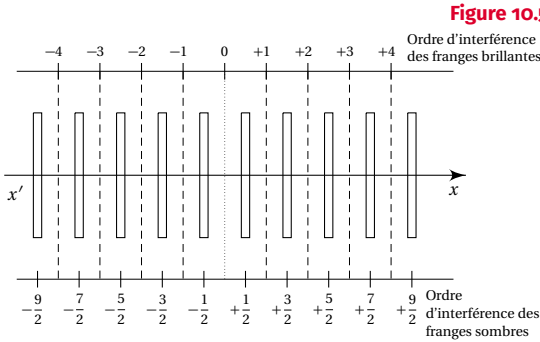 Figure 10.5
Ordre d'interférence
des franges brillantes
−4 −3 −2 −1 0 +1 +2 +3 +4
x′ x
−9/2 −7/2 −5/2 −3/2 −1/2 +1/2 +3/2 +5/2 +7/2 +9/2
Ordre
d'interférence des
franges sombres